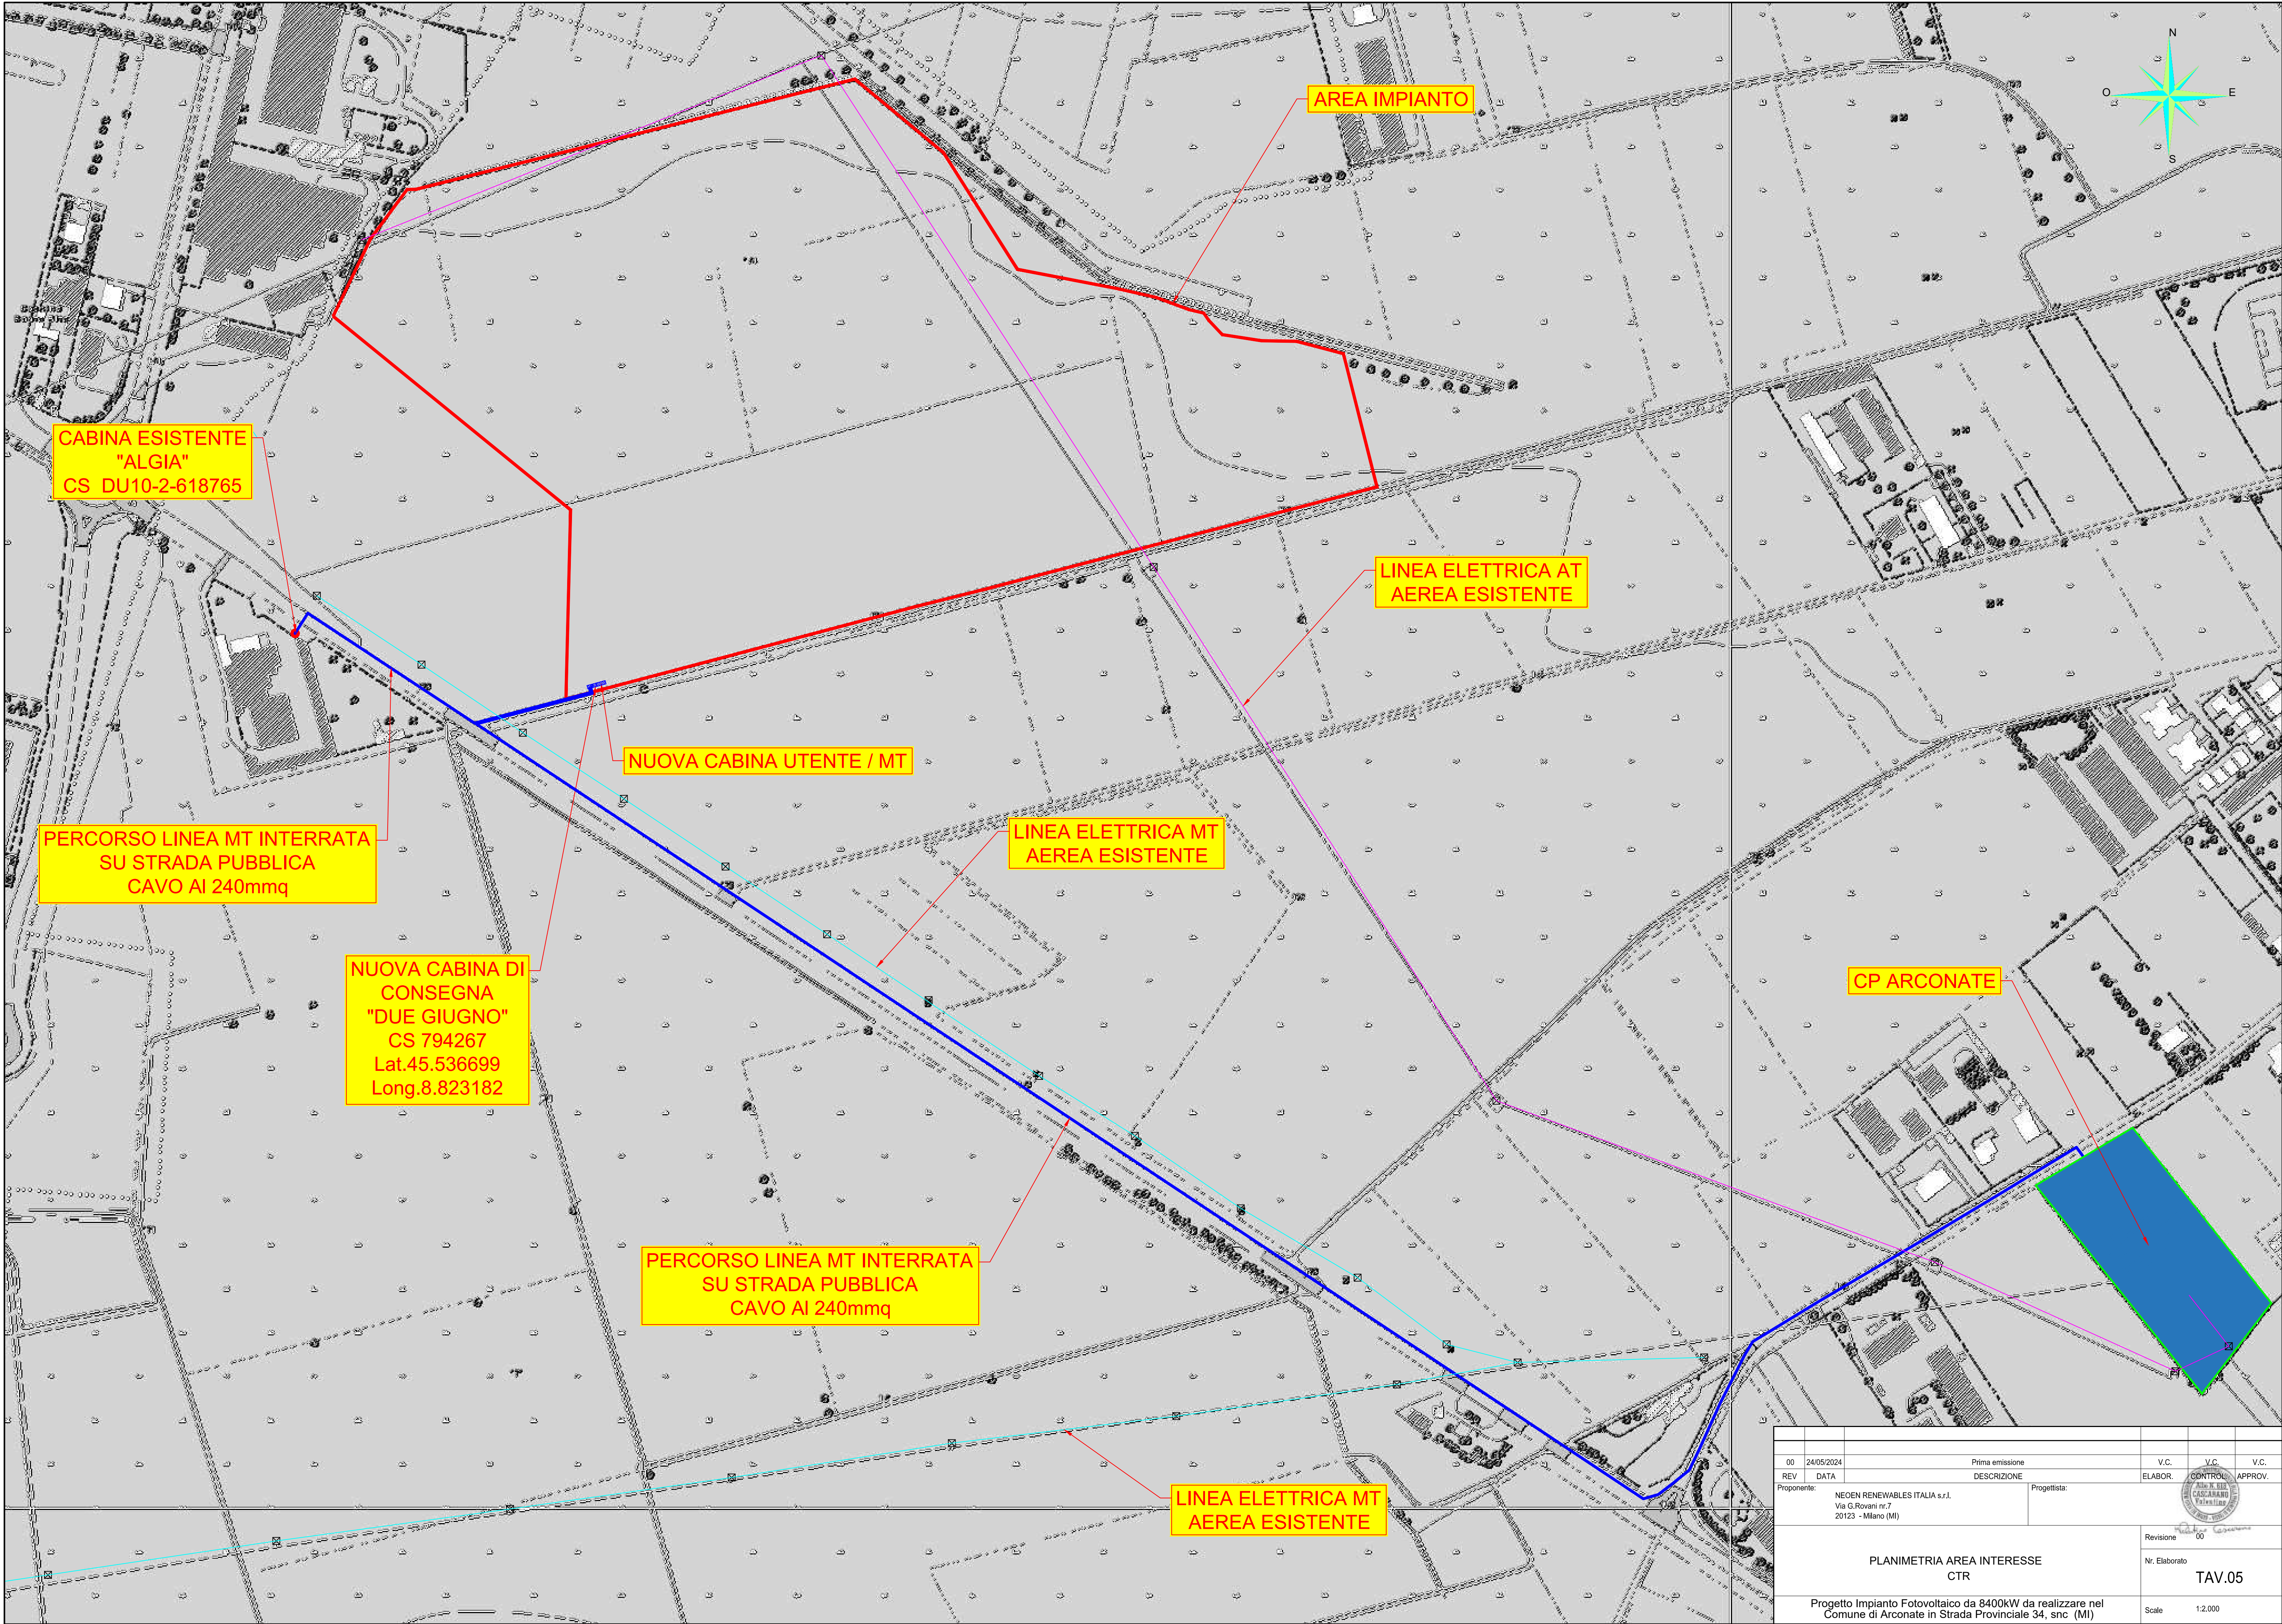 N
O
E
S
AREA IMPIANTO
CABINA ESISTENTE
"ALGIA"
CS DU10-2-618765
LINEA ELETTRICA AT
AEREA ESISTENTE
NUOVA CABINA UTENTE / MT
PERCORSO LINEA MT INTERRATA
SU STRADA PUBBLICA
CAVO Al 240mmq
LINEA ELETTRICA MT
AEREA ESISTENTE
NUOVA CABINA DI
CONSEGNA
"DUE GIUGNO"
CS 794267
Lat.45.536699
Long.8.823182
CP ARCONATE
PERCORSO LINEA MT INTERRATA
SU STRADA PUBBLICA
CAVO Al 240mmq
LINEA ELETTRICA MT
AEREA ESISTENTE
00 24/05/2024 Prima emissione V.C. V.C. V.C.
REV DATA DESCRIZIONE ELABOR. CONTROL. APPROV.
Proponente:
NEOEN RENEWABLES ITALIA s.r.l.
Via G.Rovani nr.7
20123 - Milano (MI)
Progettista:
CASCARANO
Valentino
Revisione 00
PLANIMETRIA AREA INTERESSE
CTR
Nr. Elaborato
TAV.05
Progetto Impianto Fotovoltaico da 8400kW da realizzare nel
Comune di Arconate in Strada Provinciale 34, snc (MI)
Scale 1:2.000